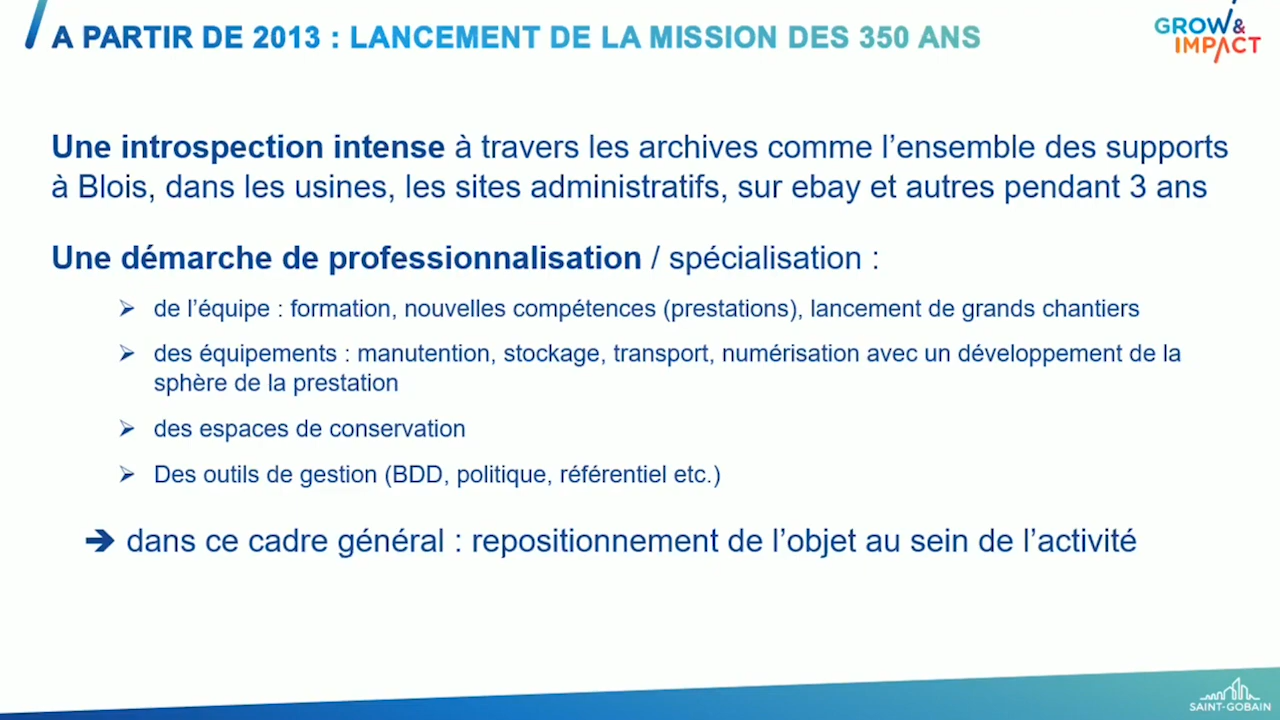 A PARTIR DE 2013 : LANCEMENT DE LA MISSION DES 350 ANS
GROW&
IMPACT
Une introspection intense à travers les archives comme l’ensemble des supports
à Blois, dans les usines, les sites administratifs, sur ebay et autres pendant 3 ans
Une démarche de professionnalisation / spécialisation :
de l’équipe : formation, nouvelles compétences (prestations), lancement de grands chantiers
des équipements : manutention, stockage, transport, numérisation avec un développement de la
sphère de la prestation
des espaces de conservation
Des outils de gestion (BDD, politique, référentiel etc.)
➔ dans ce cadre général : repositionnement de l’objet au sein de l’activité
SAINT-GOBAIN